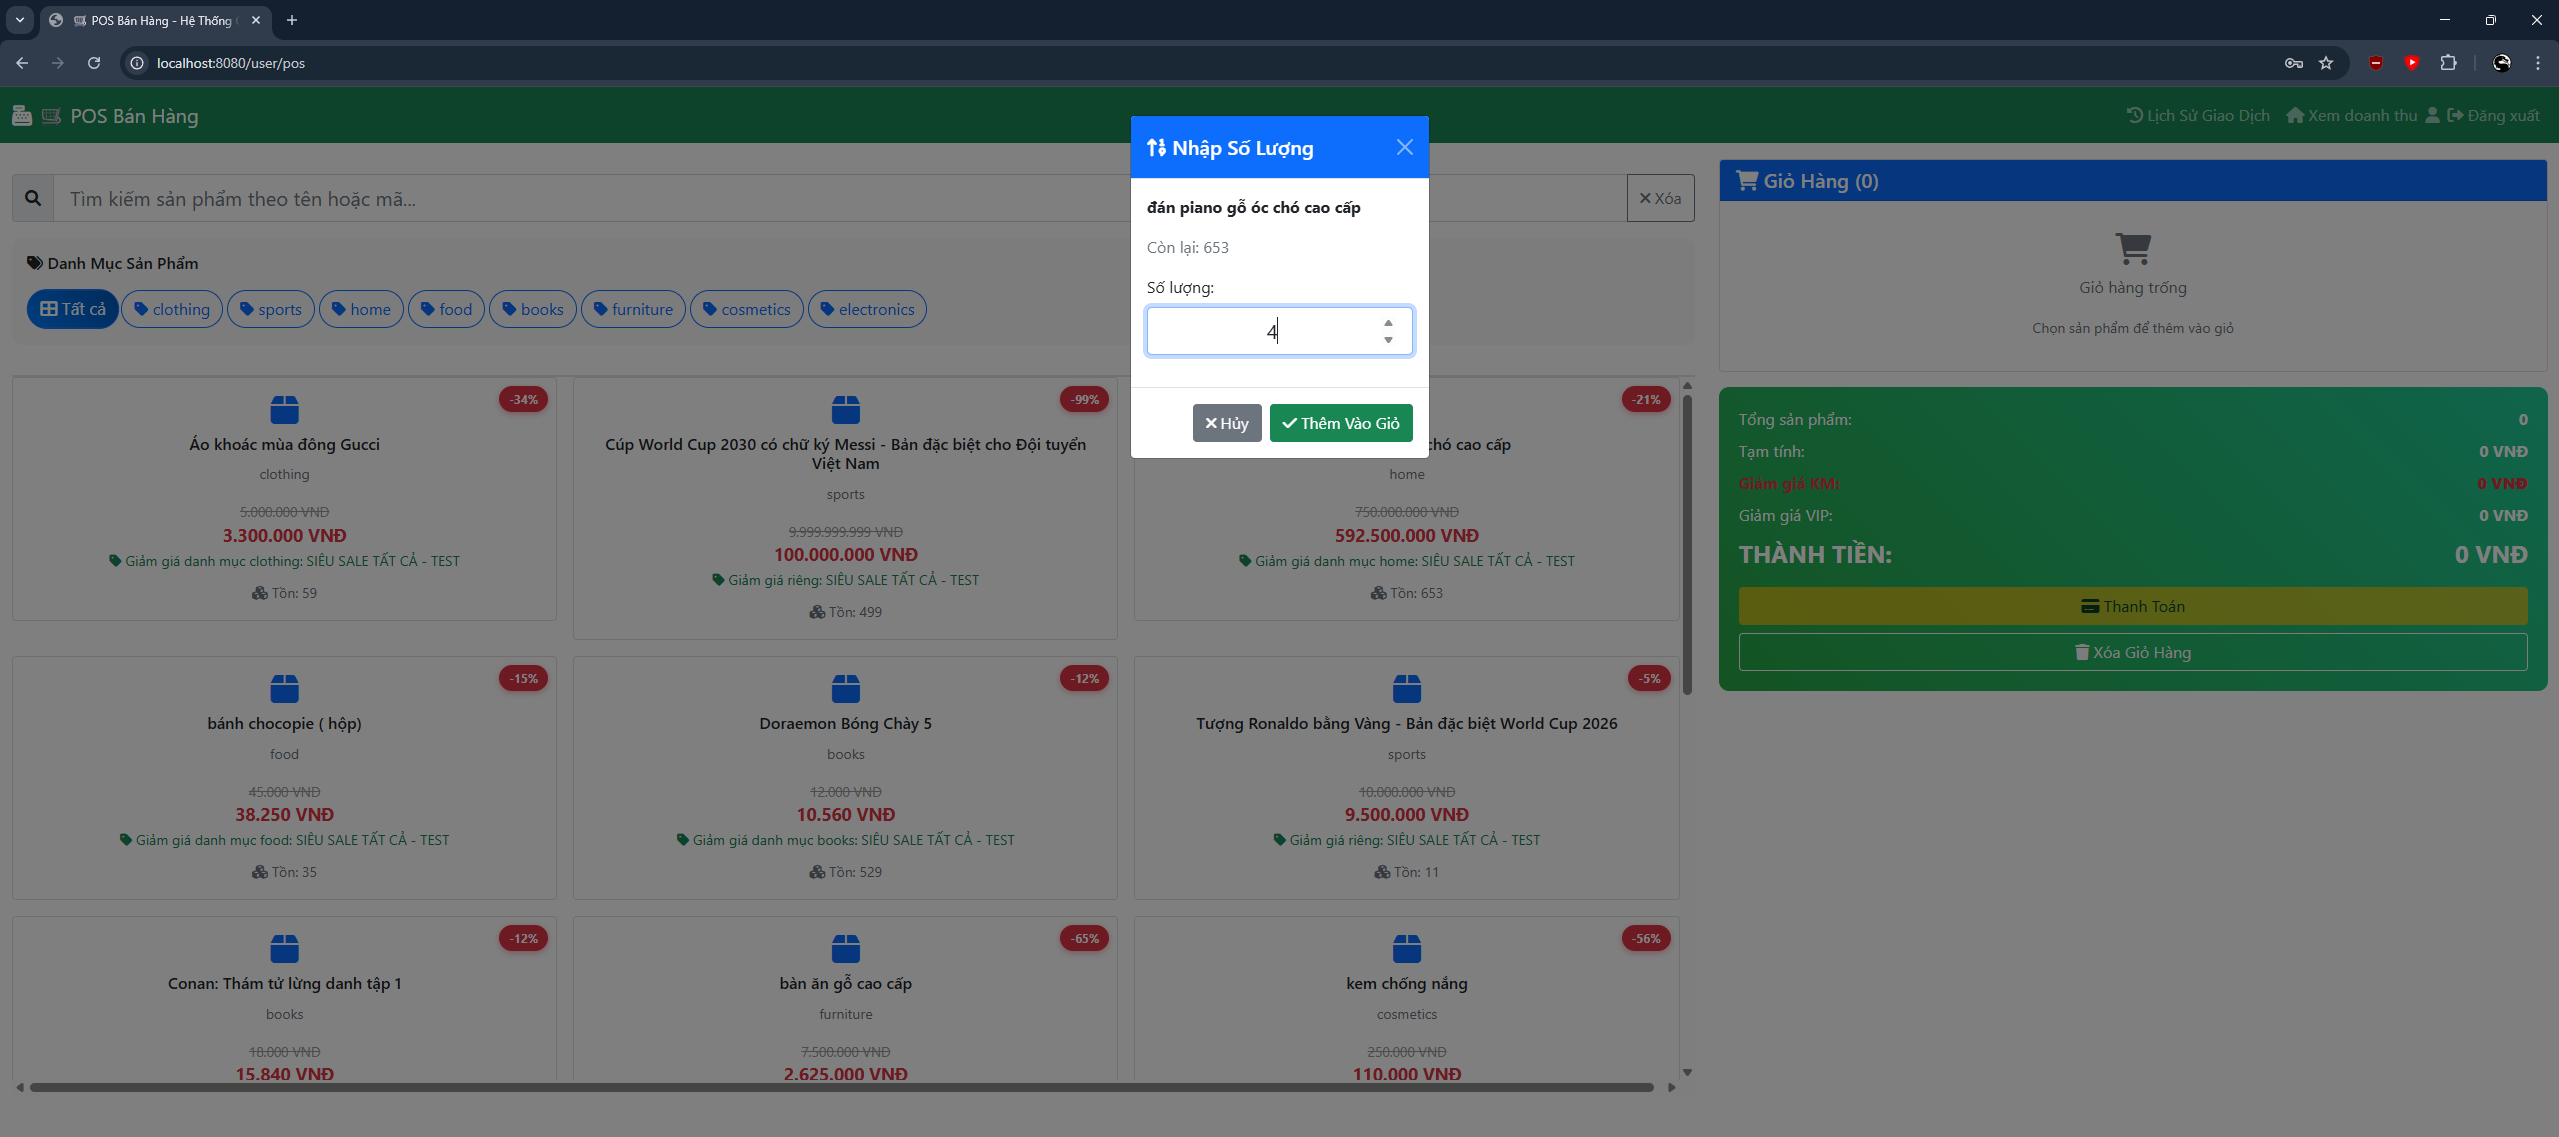 POS Bán Hàng - Hệ Thống
localhost:8080/user/pos
POS Bán Hàng
Lịch Sử Giao Dịch
Xem doanh thu
Đăng xuất
Tìm kiếm sản phẩm theo tên hoặc mã...
Xóa
Danh Mục Sản Phẩm
Tất cả
clothing
sports
home
food
books
furniture
cosmetics
electronics
Nhập Số Lượng
đán piano gỗ óc chó cao cấp
Còn lại: 653
Số lượng:
4
Hủy
Thêm Vào Giỏ
-34%
Áo khoác mùa đông Gucci
clothing
5.000.000 VNĐ
3.300.000 VNĐ
Giảm giá danh mục clothing: SIÊU SALE TẤT CẢ - TEST
Tồn: 59
-99%
Cúp World Cup 2030 có chữ ký Messi - Bản đặc biệt cho Đội tuyển
Việt Nam
sports
9.999.999.999 VNĐ
100.000.000 VNĐ
Giảm giá riêng: SIÊU SALE TẤT CẢ - TEST
Tồn: 499
-21%
chó cao cấp
home
750.000.000 VNĐ
592.500.000 VNĐ
Giảm giá danh mục home: SIÊU SALE TẤT CẢ - TEST
Tồn: 653
-15%
bánh chocopie ( hộp)
food
45.000 VNĐ
38.250 VNĐ
Giảm giá danh mục food: SIÊU SALE TẤT CẢ - TEST
Tồn: 35
-12%
Doraemon Bóng Chày 5
books
12.000 VNĐ
10.560 VNĐ
Giảm giá danh mục books: SIÊU SALE TẤT CẢ - TEST
Tồn: 529
-5%
Tượng Ronaldo bằng Vàng - Bản đặc biệt World Cup 2026
sports
10.000.000 VNĐ
9.500.000 VNĐ
Giảm giá riêng: SIÊU SALE TẤT CẢ - TEST
Tồn: 11
-12%
Conan: Thám tử lừng danh tập 1
books
18.000 VNĐ
15.840 VNĐ
-65%
bàn ăn gỗ cao cấp
furniture
7.500.000 VNĐ
2.625.000 VNĐ
-56%
kem chống nắng
cosmetics
250.000 VNĐ
110.000 VNĐ
Giỏ Hàng (0)
Giỏ hàng trống
Chọn sản phẩm để thêm vào giỏ
Tổng sản phẩm: 0
Tạm tính: 0 VNĐ
Giảm giá KM: 0 VNĐ
Giảm giá VIP: 0 VNĐ
THÀNH TIỀN: 0 VNĐ
Thanh Toán
Xóa Giỏ Hàng